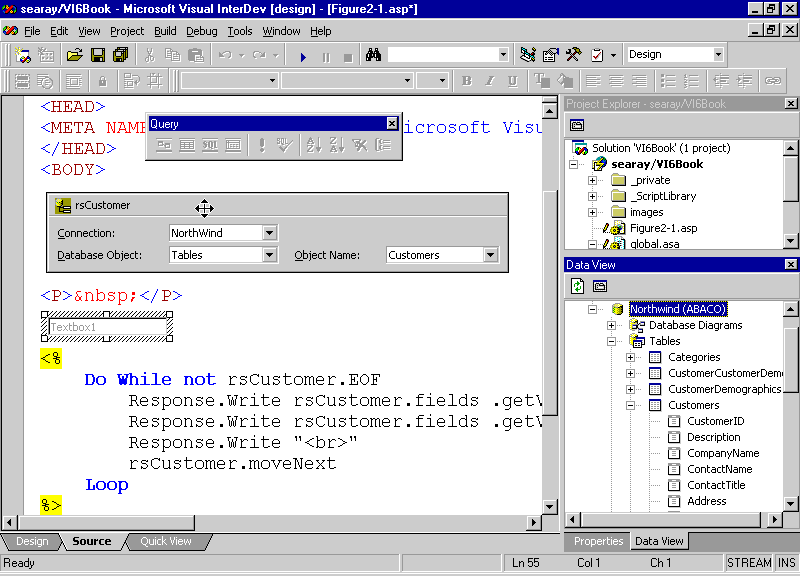 searay/VI6Book - Microsoft Visual InterDev [design] - [Figure2-1.asp*]
File Edit View Project Build Debug Tools Window Help
Design
B I U
<HEAD>
<META NAME
icrosoft Visu
</HEAD>
<BODY>
Query
SQL
rsCustomer
Connection: NorthWind
Database Object: Tables Object Name: Customers
<P>&nbsp;</P>
Textbox1
<%
Do While not rsCustomer.EOF
Response.Write rsCustomer.fields .getV
Response.Write rsCustomer.fields .getV
Response.Write "<br>"
rsCustomer.moveNext
Loop
%>
Design Source Quick View
Project Explorer - searay/VI6Book
Solution 'VI6Book' (1 project)
searay/VI6Book
_private
_ScriptLibrary
images
Figure2-1.asp
global.asa
Data View
Northwind (ABACO)
Database Diagrams
Tables
Categories
CustomerCustomerDemo
CustomerDemographics
Customers
CustomerID
Description
CompanyName
ContactName
ContactTitle
Address
Properties Data View
Ready Ln 55 Col 1 Ch 1 STREAM INS